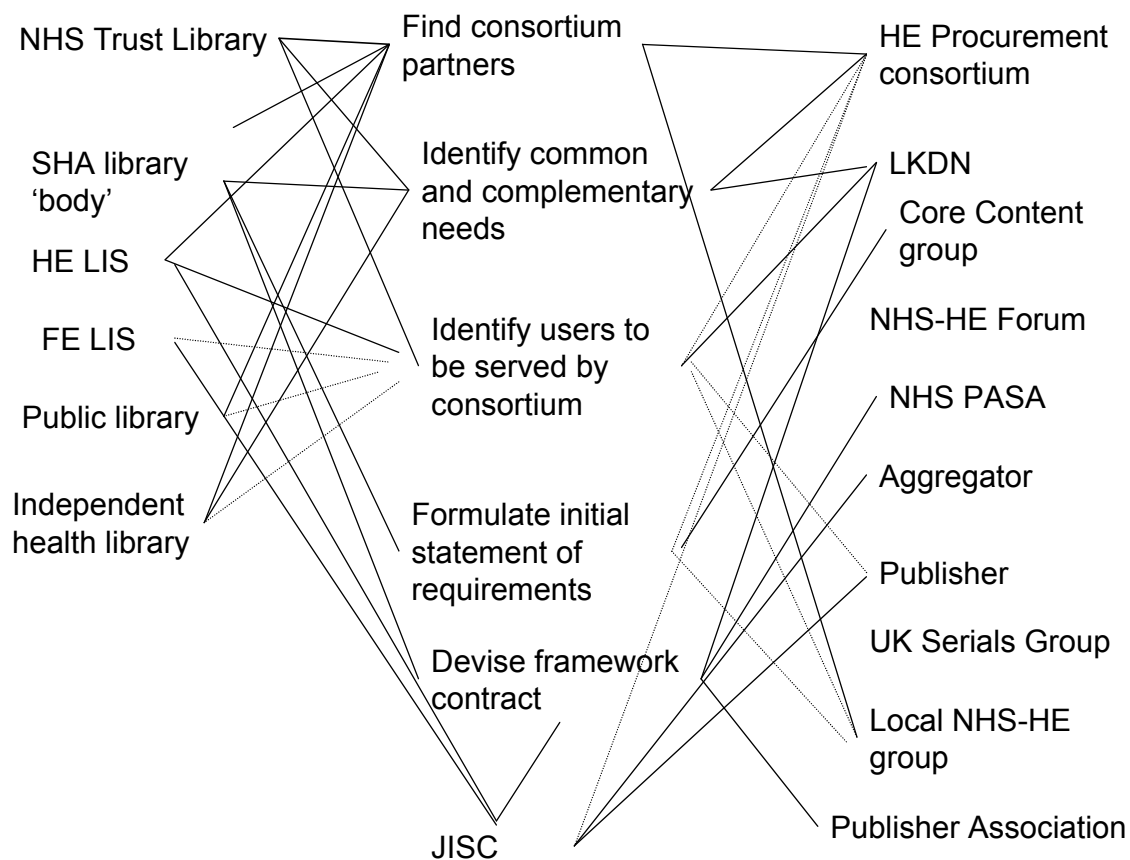 NHS Trust Library
SHA library
‘body’
HE LIS
FE LIS
Public library
Independent
health library
Find consortium
partners
Identify common
and complementary
needs
Identify users to
be served by
consortium
Formulate initial
statement of
requirements
Devise framework
contract
JISC
HE Procurement
consortium
LKDN
Core Content
group
NHS-HE Forum
NHS PASA
Aggregator
Publisher
UK Serials Group
Local NHS-HE
group
Publisher Association